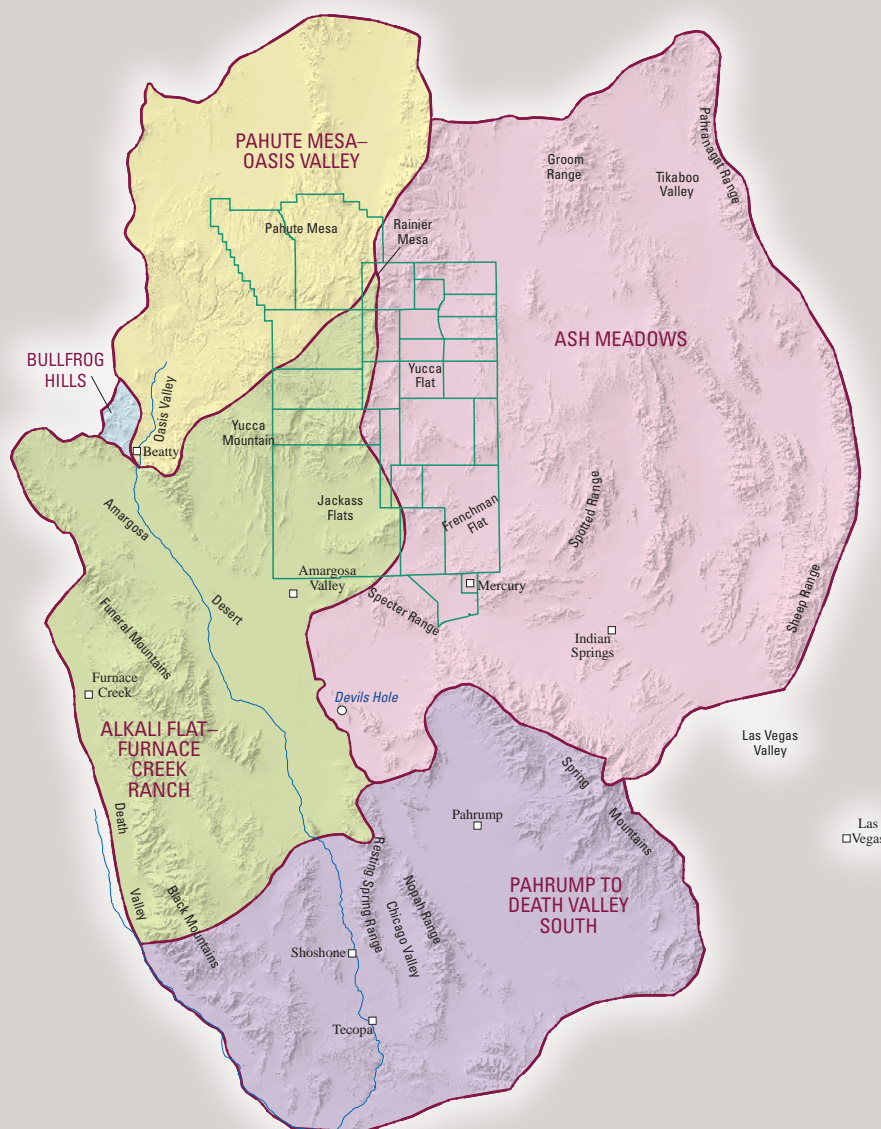 PAHUTE MESA–
OASIS VALLEY
Groom
Range
Tikaboo
Valley
Pahranagat Range
Pahute Mesa
Rainier
Mesa
ASH MEADOWS
BULLFROG
HILLS
Oasis Valley
Yucca
Flat
Yucca
Mountain
Beatty
Amargosa
Desert
Jackass
Flats
Frenchman
Flat
Spotted Range
Sheep Range
Amargosa
Valley
Mercury
Specter Range
Funeral Mountains
Indian
Springs
Furnace
Creek
Devils Hole
ALKALI FLAT–
FURNACE
CREEK
RANCH
Las Vegas
Valley
Spring
Mountains
Death
Valley
Pahrump
Las
Vegas
Resting Spring Range
Nopah Range
Chicago Valley
PAHRUMP TO
DEATH VALLEY
SOUTH
Black Mountains
Shoshone
Tecopa